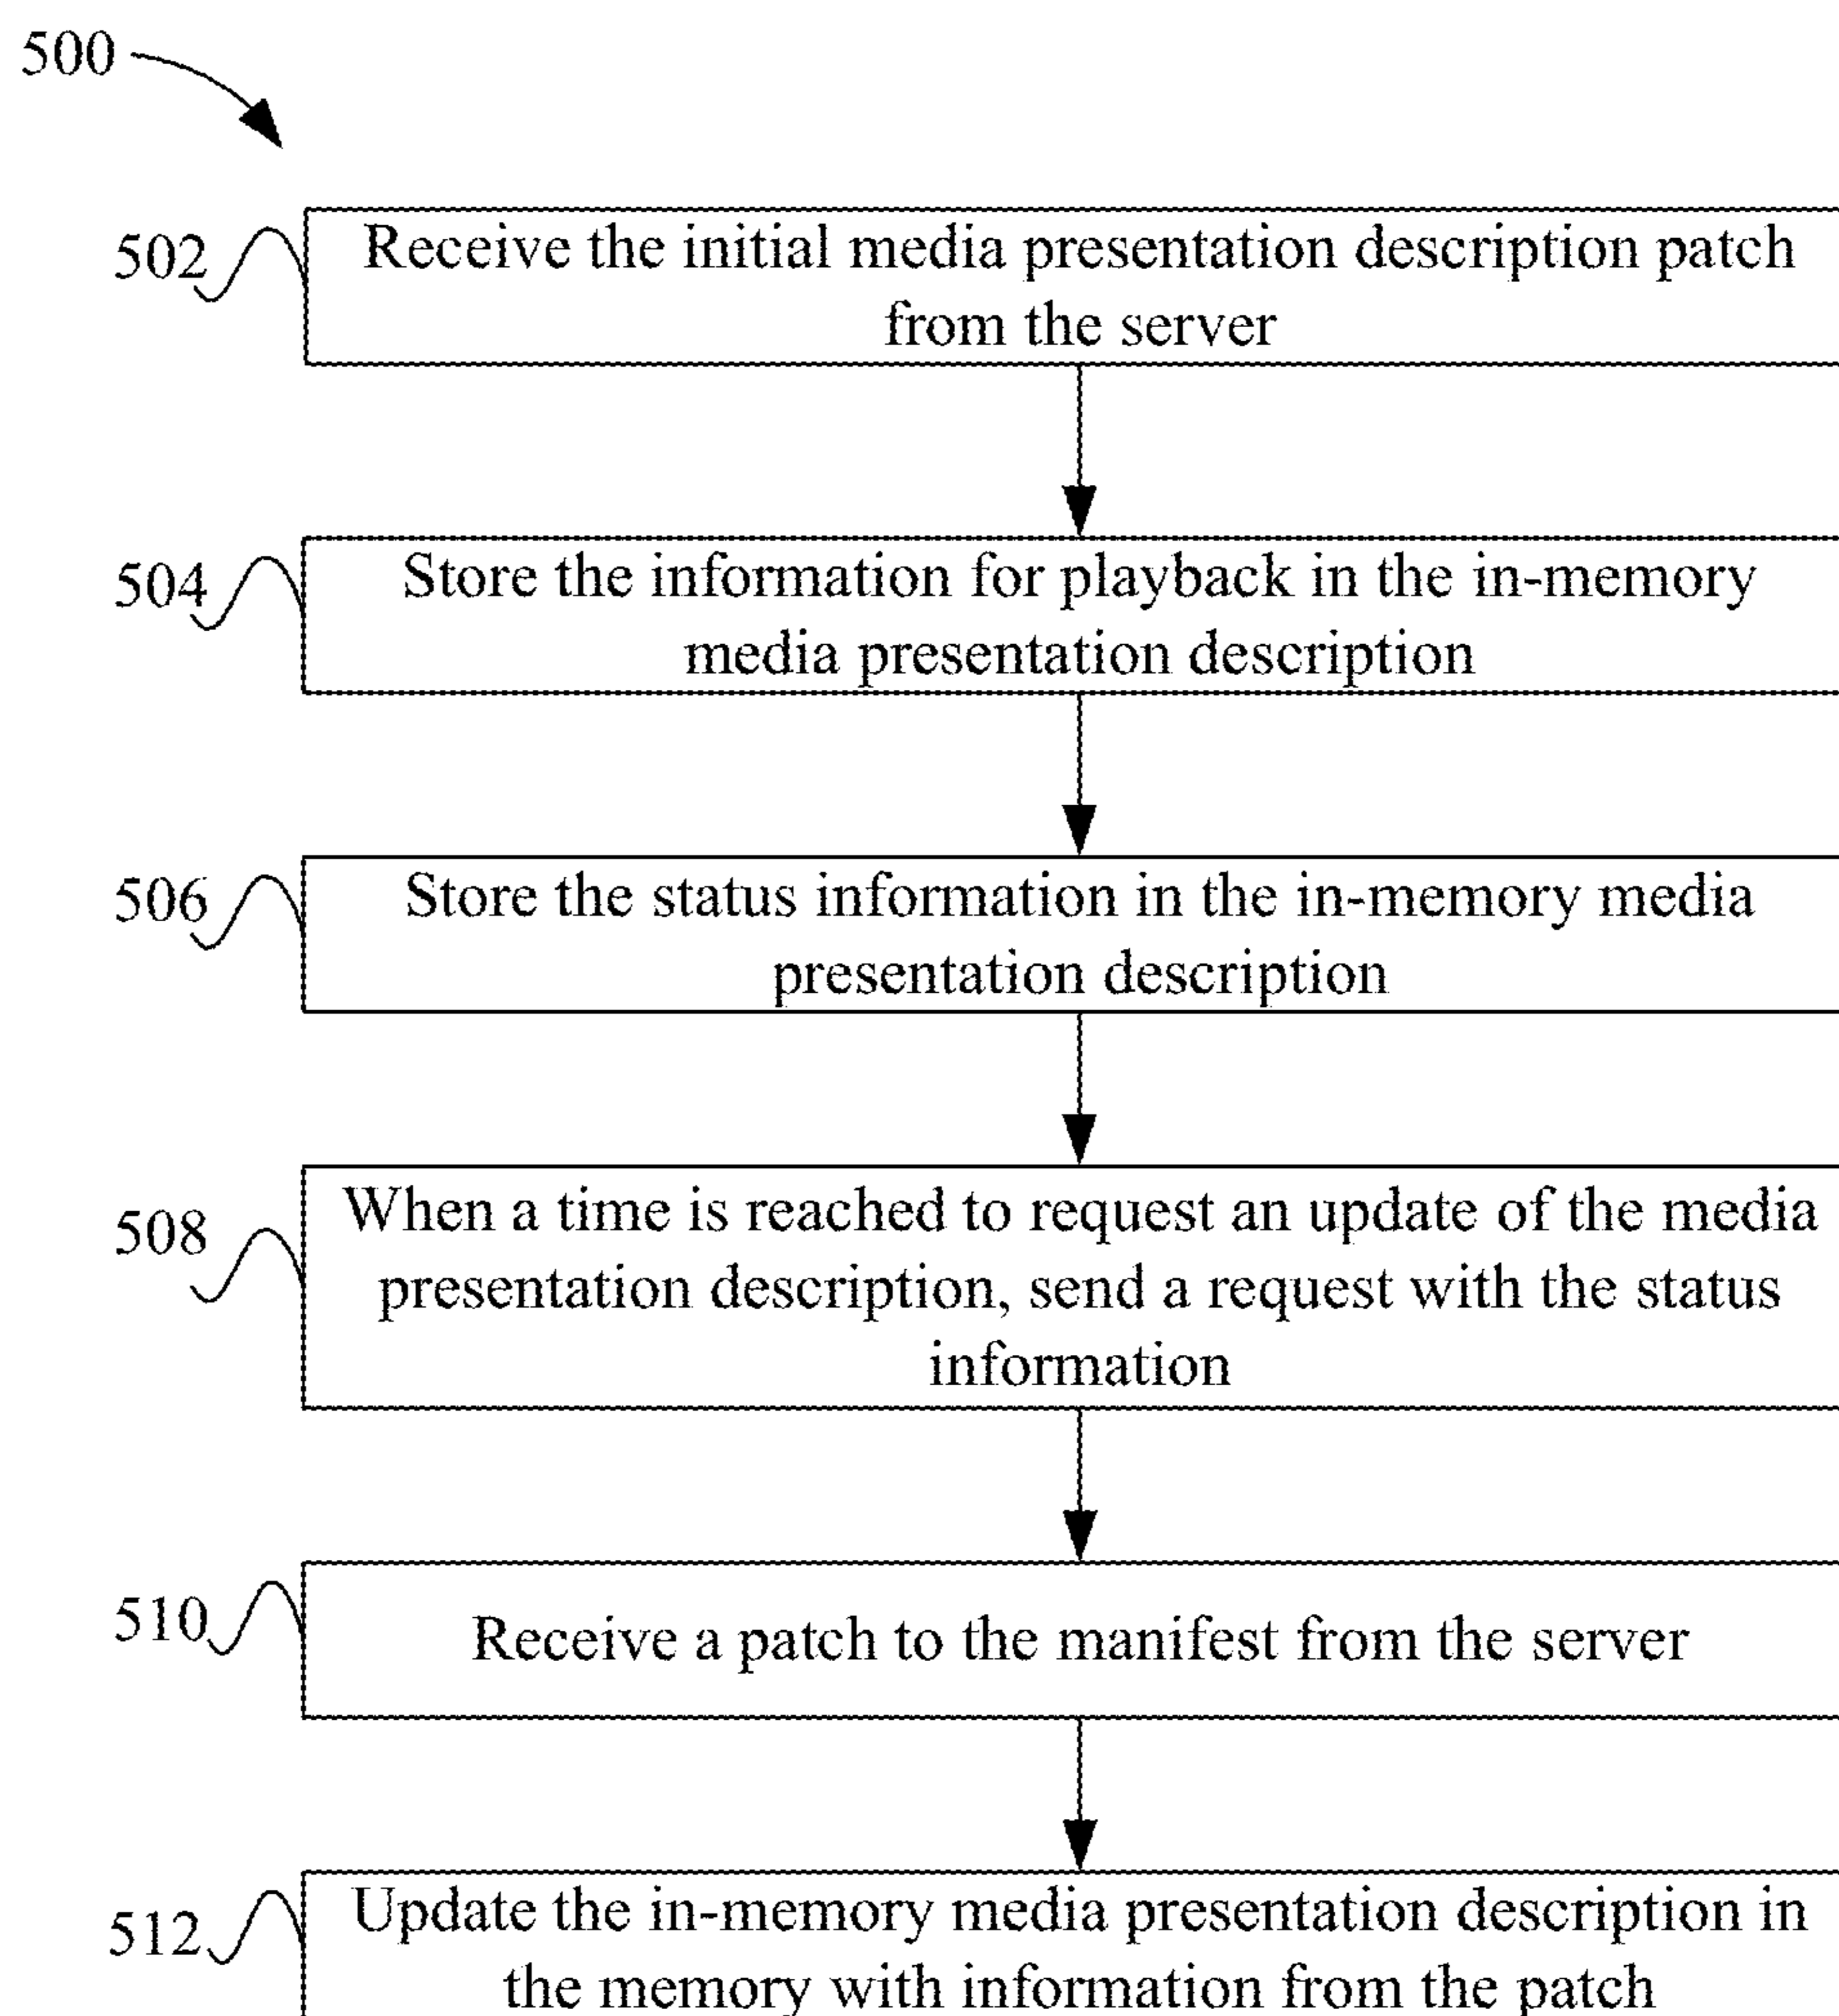 500
502
Receive the initial media presentation description patch
from the server
504
Store the information for playback in the in-memory
media presentation description
506
Store the status information in the in-memory media
presentation description
508
When a time is reached to request an update of the media
presentation description, send a request with the status
information
510
Receive a patch to the manifest from the server
512
Update the in-memory media presentation description in
the memory with information from the patch